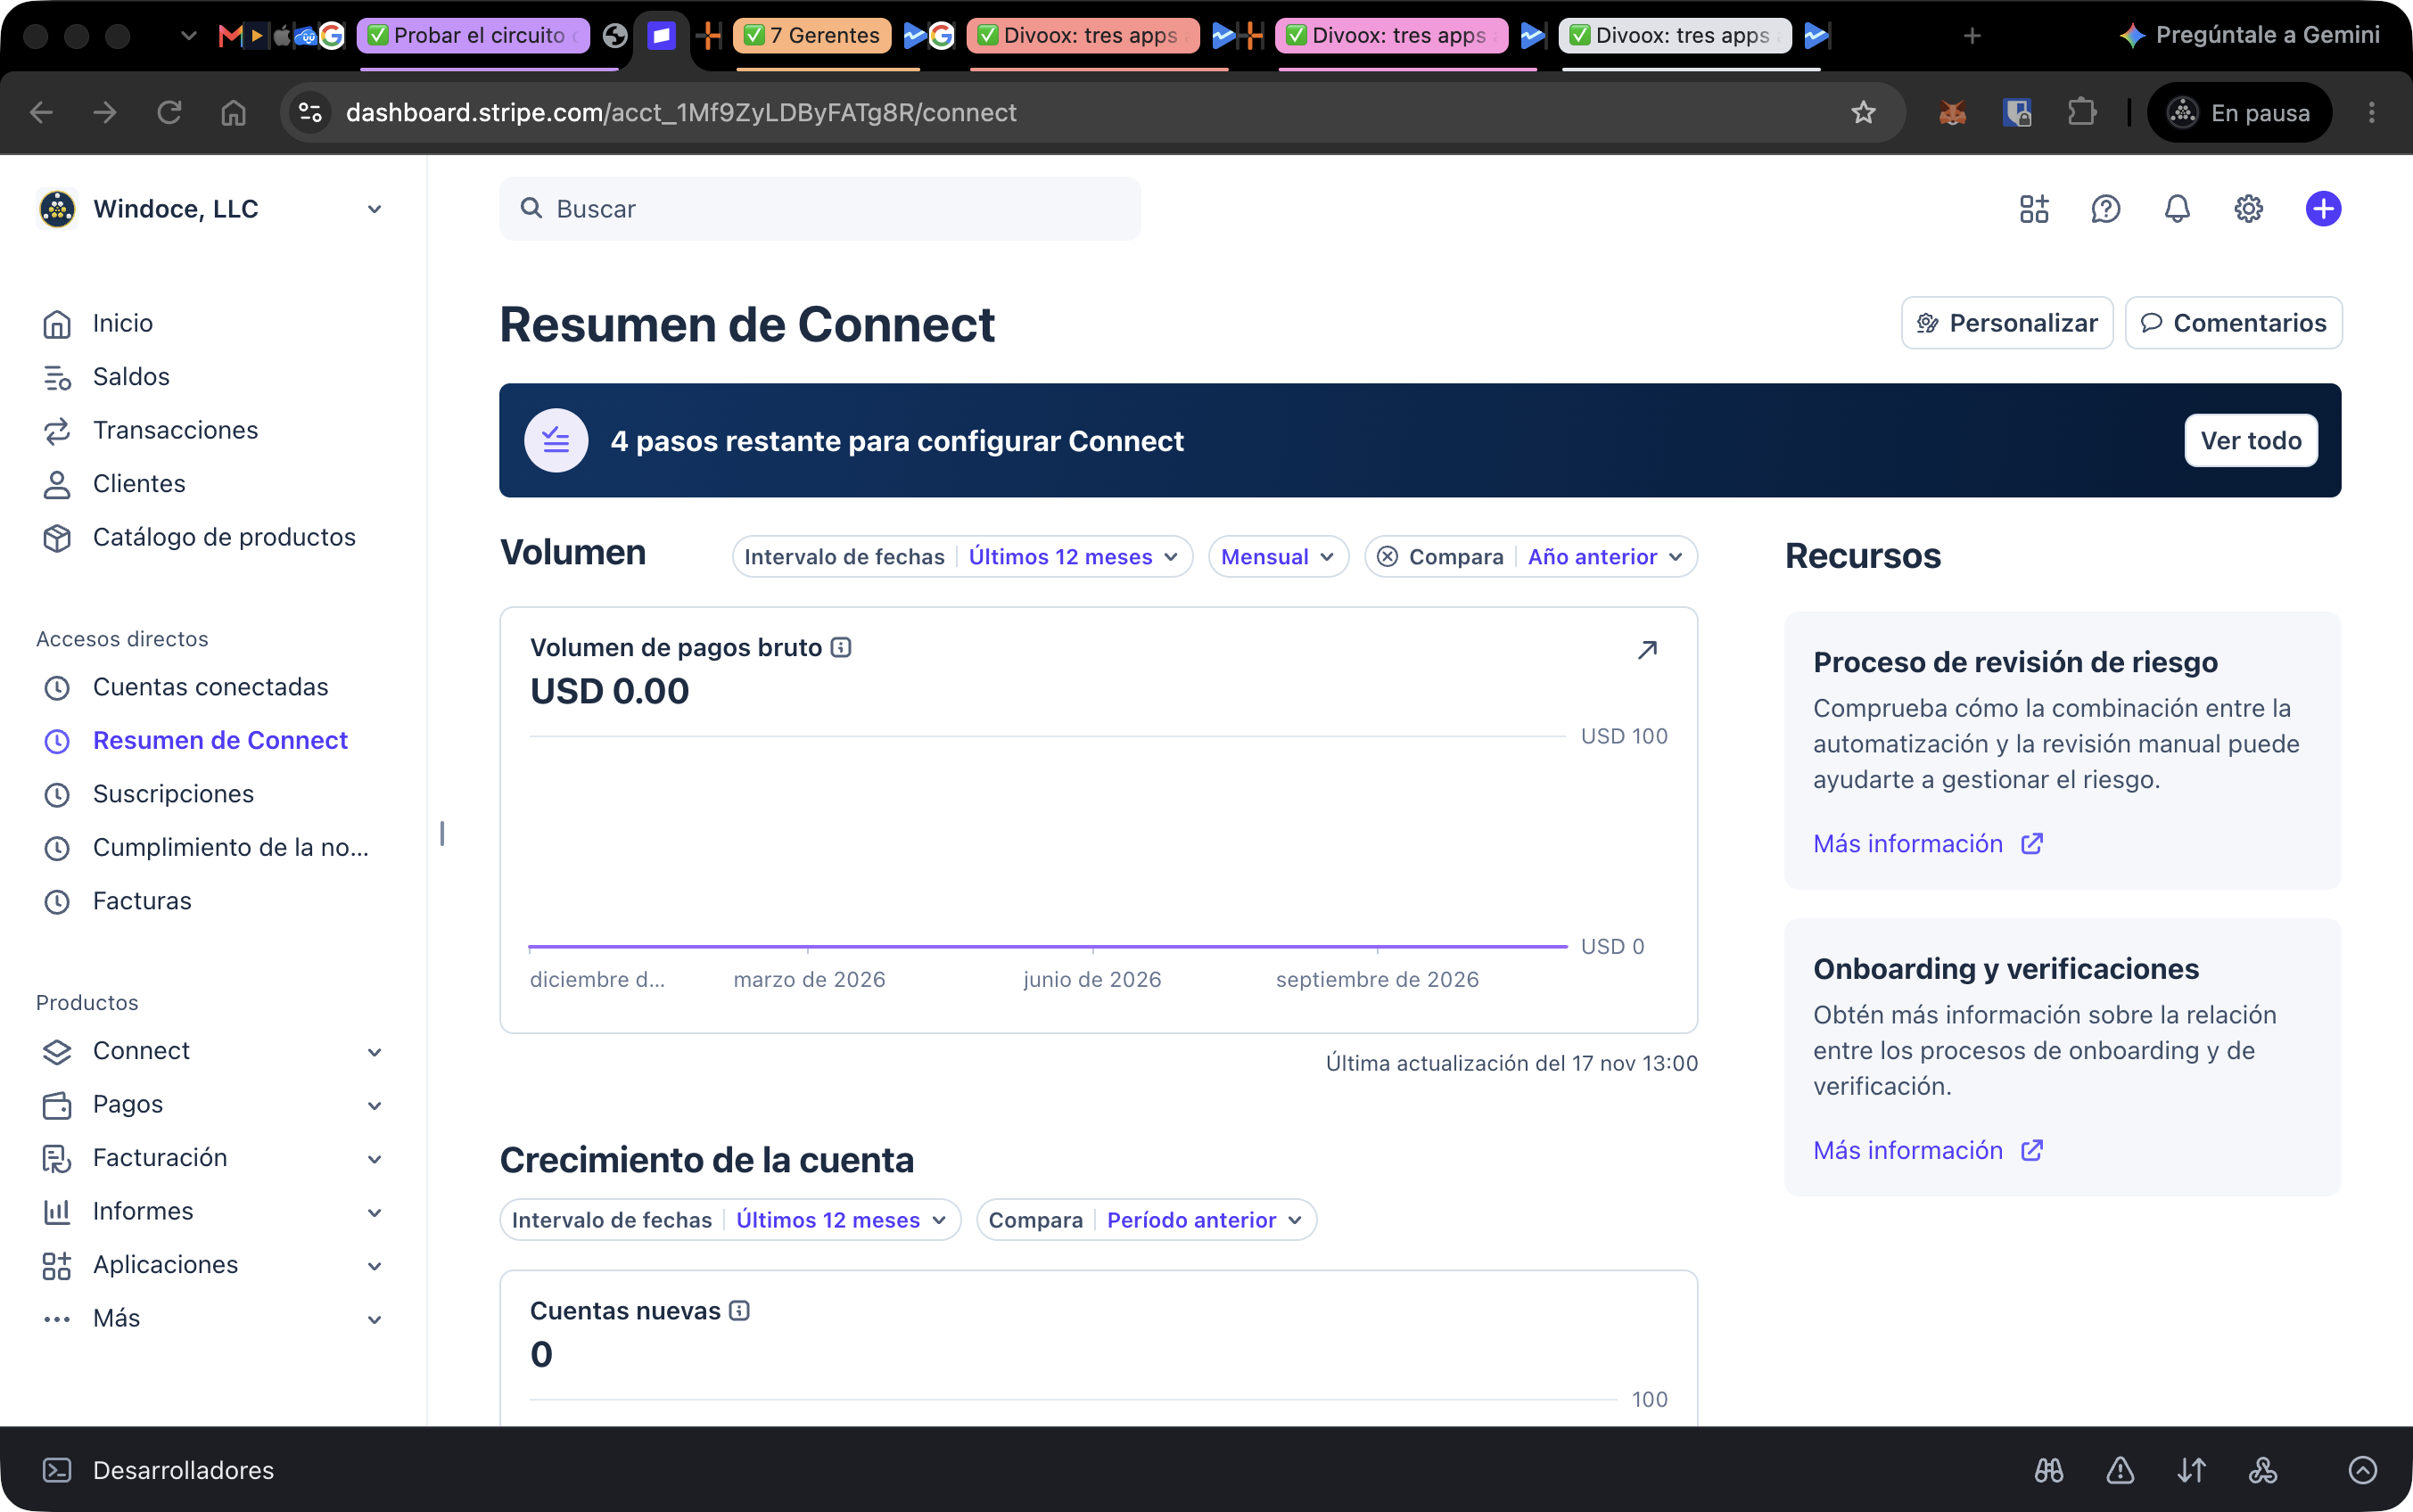 ✅ Probar el circuito
✅ 7 Gerentes
✅ Divoox: tres apps
✅ Divoox: tres apps
✅ Divoox: tres apps
Pregúntale a Gemini
dashboard.stripe.com/acct_1Mf9ZyLDByFATg8R/connect
En pausa
Windoce, LLC
Buscar
Inicio
Saldos
Transacciones
Clientes
Catálogo de productos
Accesos directos
Cuentas conectadas
Resumen de Connect
Suscripciones
Cumplimiento de la no...
Facturas
Productos
Connect
Pagos
Facturación
Informes
Aplicaciones
Más
Resumen de Connect
Personalizar
Comentarios
4 pasos restante para configurar Connect
Ver todo
Volumen
Intervalo de fechas Últimos 12 meses
Mensual
Compara Año anterior
Volumen de pagos bruto
USD 0.00
USD 100
USD 0
diciembre d...
marzo de 2026
junio de 2026
septiembre de 2026
Última actualización del 17 nov 13:00
Crecimiento de la cuenta
Intervalo de fechas Últimos 12 meses
Compara Período anterior
Cuentas nuevas
0
100
Recursos
Proceso de revisión de riesgo
Comprueba cómo la combinación entre la
automatización y la revisión manual puede
ayudarte a gestionar el riesgo.
Más información
Onboarding y verificaciones
Obtén más información sobre la relación
entre los procesos de onboarding y de
verificación.
Más información
Desarrolladores